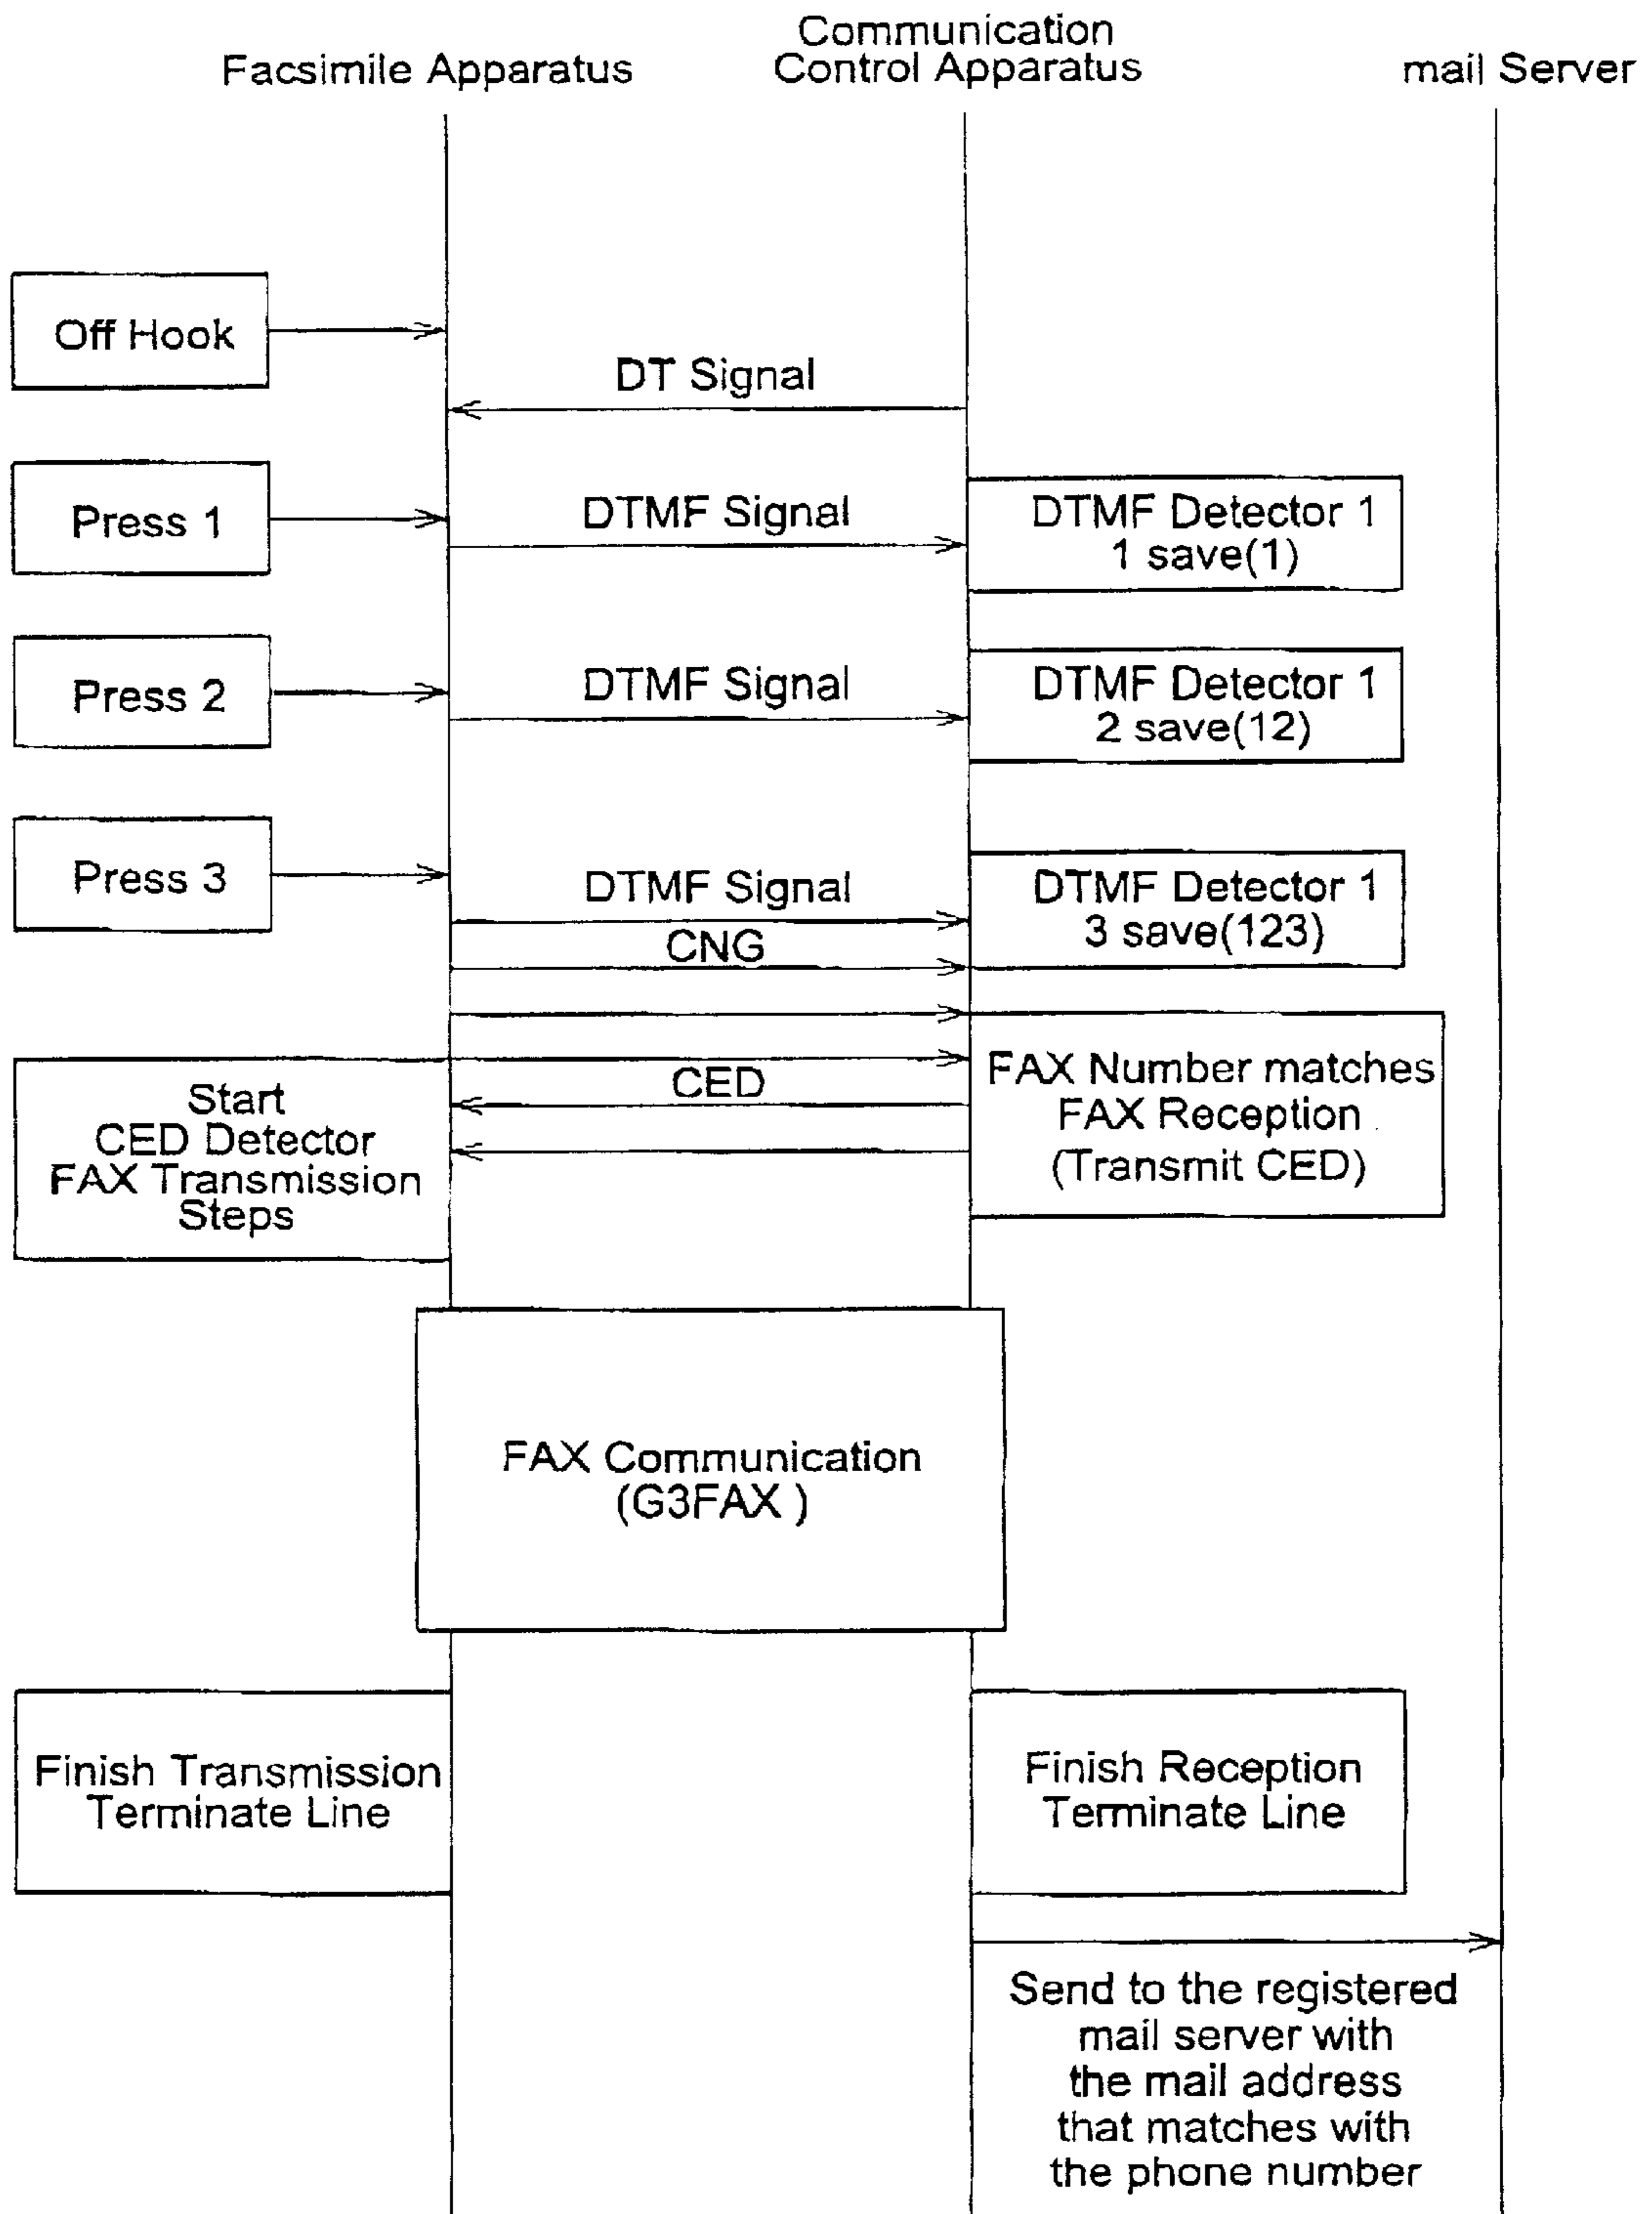 Facsimile Apparatus
Communication
Control Apparatus
mail Server
Off Hook
DT Signal
Press 1
DTMF Signal
DTMF Detector 1
1 save(1)
Press 2
DTMF Signal
DTMF Detector 1
2 save(12)
Press 3
DTMF Signal
DTMF Detector 1
3 save(123)
CNG
Start
CED Detector
FAX Transmission
Steps
CED
FAX Number matches
FAX Reception
(Transmit CED)
FAX Communication
(G3FAX )
Finish Transmission
Terminate Line
Finish Reception
Terminate Line
Send to the registered
mail server with
the mail address
that matches with
the phone number